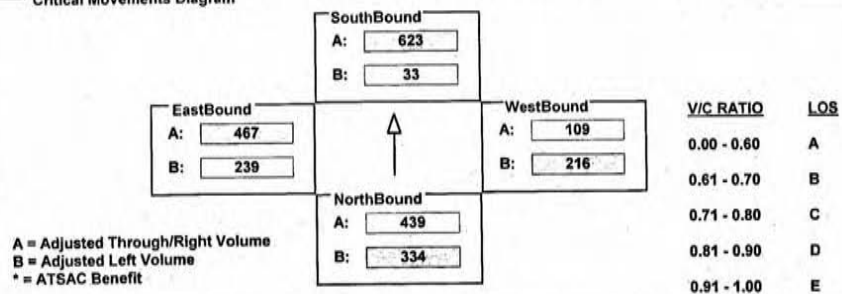 Critical Movements Diagram
SouthBound
A: 623
B: 33
EastBound
A: 467
B: 239
WestBound
A: 109
B: 216
NorthBound
A: 439
B: 334
A = Adjusted Through/Right Volume
B = Adjusted Left Volume
* = ATSAC Benefit
V/C RATIO LOS
0.00 - 0.60 A
0.61 - 0.70 B
0.71 - 0.80 C
0.81 - 0.90 D
0.91 - 1.00 E